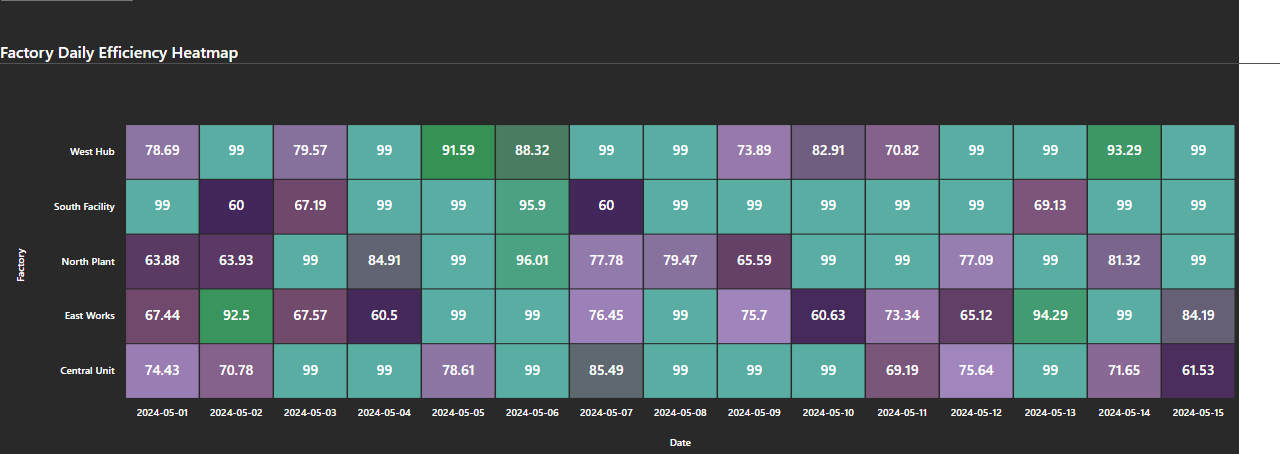 Factory Daily Efficiency Heatmap
West Hub 78.69 99 79.57 99 91.59 88.32 99 99 73.89 82.91 70.82 99 99 93.29 99
South Facility 99 60 67.19 99 99 95.9 60 99 99 99 99 99 69.13 99 99
Factory
North Plant 63.88 63.93 99 84.91 99 96.01 77.78 79.47 65.59 99 99 77.09 99 81.32 99
East Works 67.44 92.5 67.57 60.5 99 99 76.45 99 75.7 60.63 73.34 65.12 94.29 99 84.19
Central Unit 74.43 70.78 99 99 78.61 99 85.49 99 99 99 69.19 75.64 99 71.65 61.53
2024-05-01 2024-05-02 2024-05-03 2024-05-04 2024-05-05 2024-05-06 2024-05-07 2024-05-08 2024-05-09 2024-05-10 2024-05-11 2024-05-12 2024-05-13 2024-05-14 2024-05-15
Date